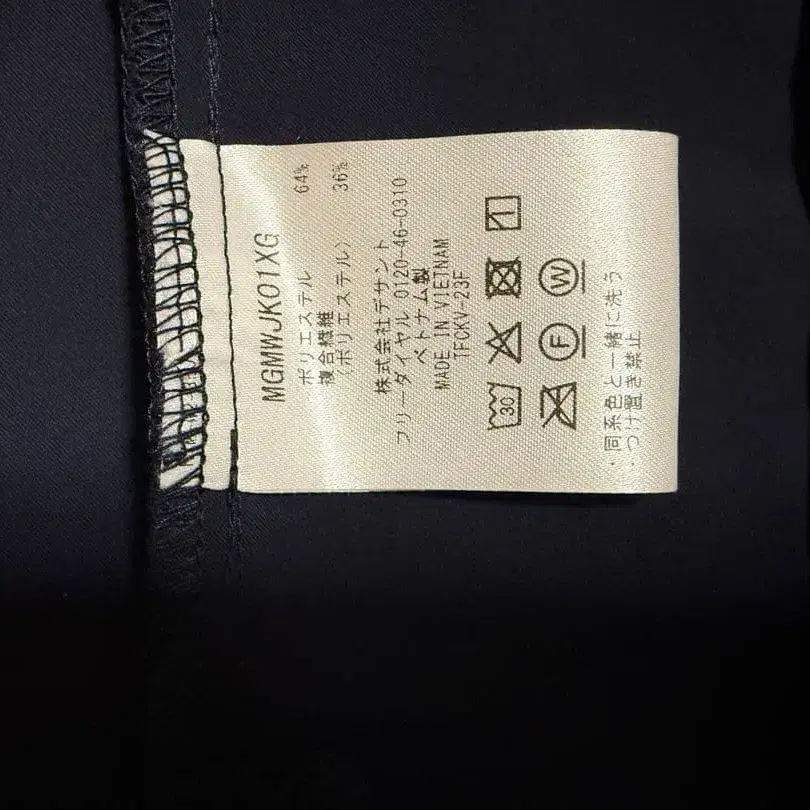 MGMWJK01XG
ポリエステル 64%
複合繊維 36%
(ポリエステル)
株式会社デサント
フリーダイヤル 0120-46-0310
ベトナム製
MADE IN VIETNAM
TFCKV-23F
30
F W
・同系色と一緒に洗う
・つけ置き禁止